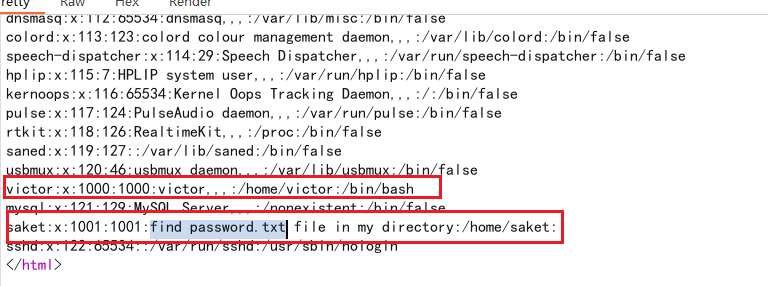 retty
Raw
Hex
Render
dnsmasq:x:112:65534:dnsmasq,,,:/var/lib/misc:/bin/false
colord:x:113:123:colord colour management daemon,,,:/var/lib/colord:/bin/false
speech-dispatcher:x:114:29:Speech Dispatcher,,,:/var/run/speech-dispatcher:/bin/false
hplip:x:115:7:HPLIP system user,,,:/var/run/hplip:/bin/false
kernoops:x:116:65534:Kernel Oops Tracking Daemon,,,:/:/bin/false
pulse:x:117:124:PulseAudio daemon,,,:/var/run/pulse:/bin/false
rtkit:x:118:126:RealtimeKit,,,:/proc:/bin/false
saned:x:119:127::/var/lib/saned:/bin/false
usbmux:x:120:46:usbmux daemon,,,:/var/lib/usbmux:/bin/false
victor:x:1000:1000:victor,,,:/home/victor:/bin/bash
mysql:x:121:129:MySQL Server,,,:/nonexistent:/bin/false
saket:x:1001:1001:find password.txt file in my directory:/home/saket:
sshd:x:122:65534::/var/run/sshd:/usr/sbin/nologin
</html>